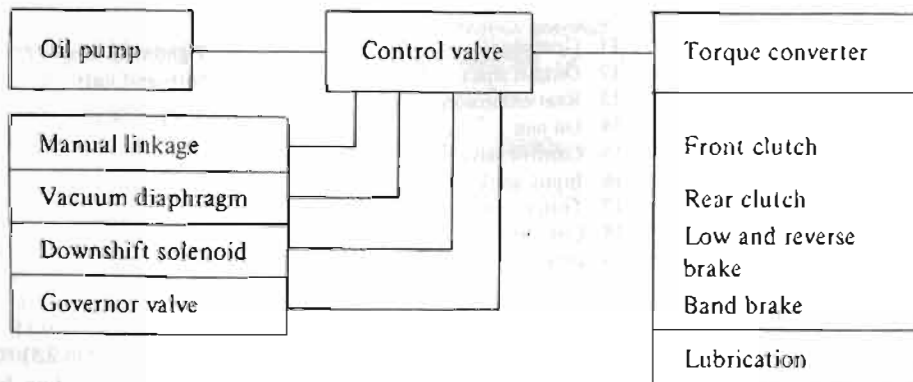 Oil pump
Control valve
Torque converter
Manual linkage
Vacuum diaphragm
Downshift solenoid
Governor valve
Front clutch
Rear clutch
Low and reverse
brake
Band brake
Lubrication